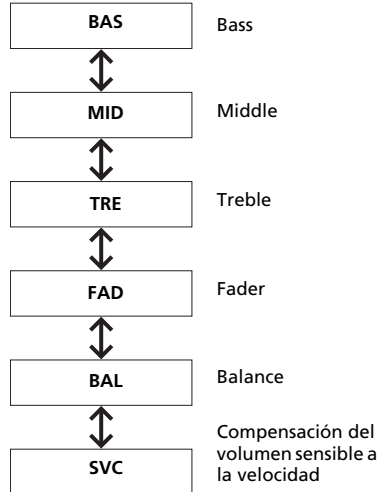 BAS
Bass
MID
Middle
TRE
Treble
FAD
Fader
BAL
Balance
SVC
Compensación del
volumen sensible a
la velocidad